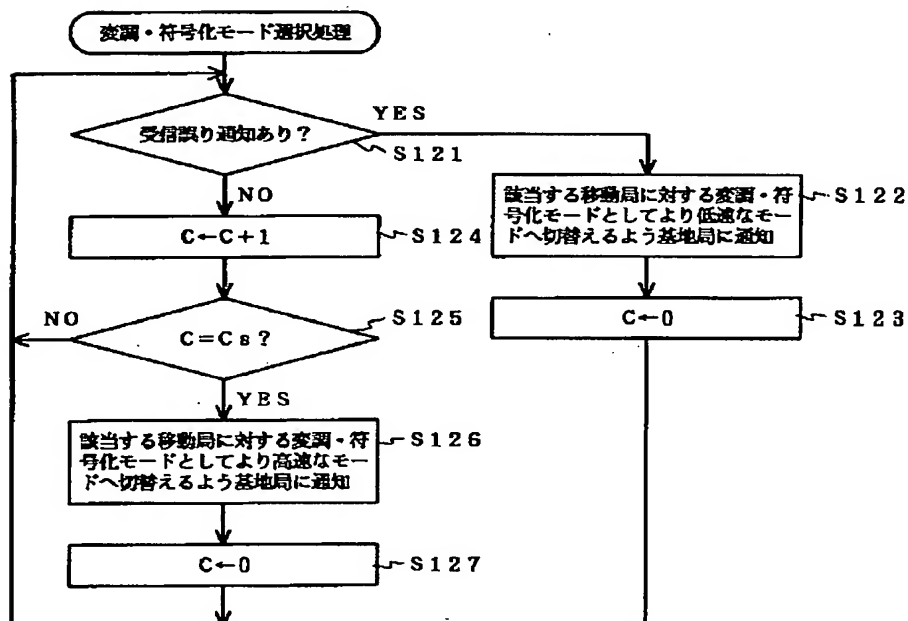 変調・符号化モード選択処理
受信誤り通知あり?
YES
S121
NO
該当する移動局に対する変調・符
号化モードとしてより低速なモー
ドへ切替えるよう基地局に通知
S122
C←C+1
S124
C←0
S123
NO
C=Cs?
S125
YES
該当する移動局に対する変調・符
号化モードとしてより高速なモー
ドへ切替えるよう基地局に通知
S126
C←0
S127